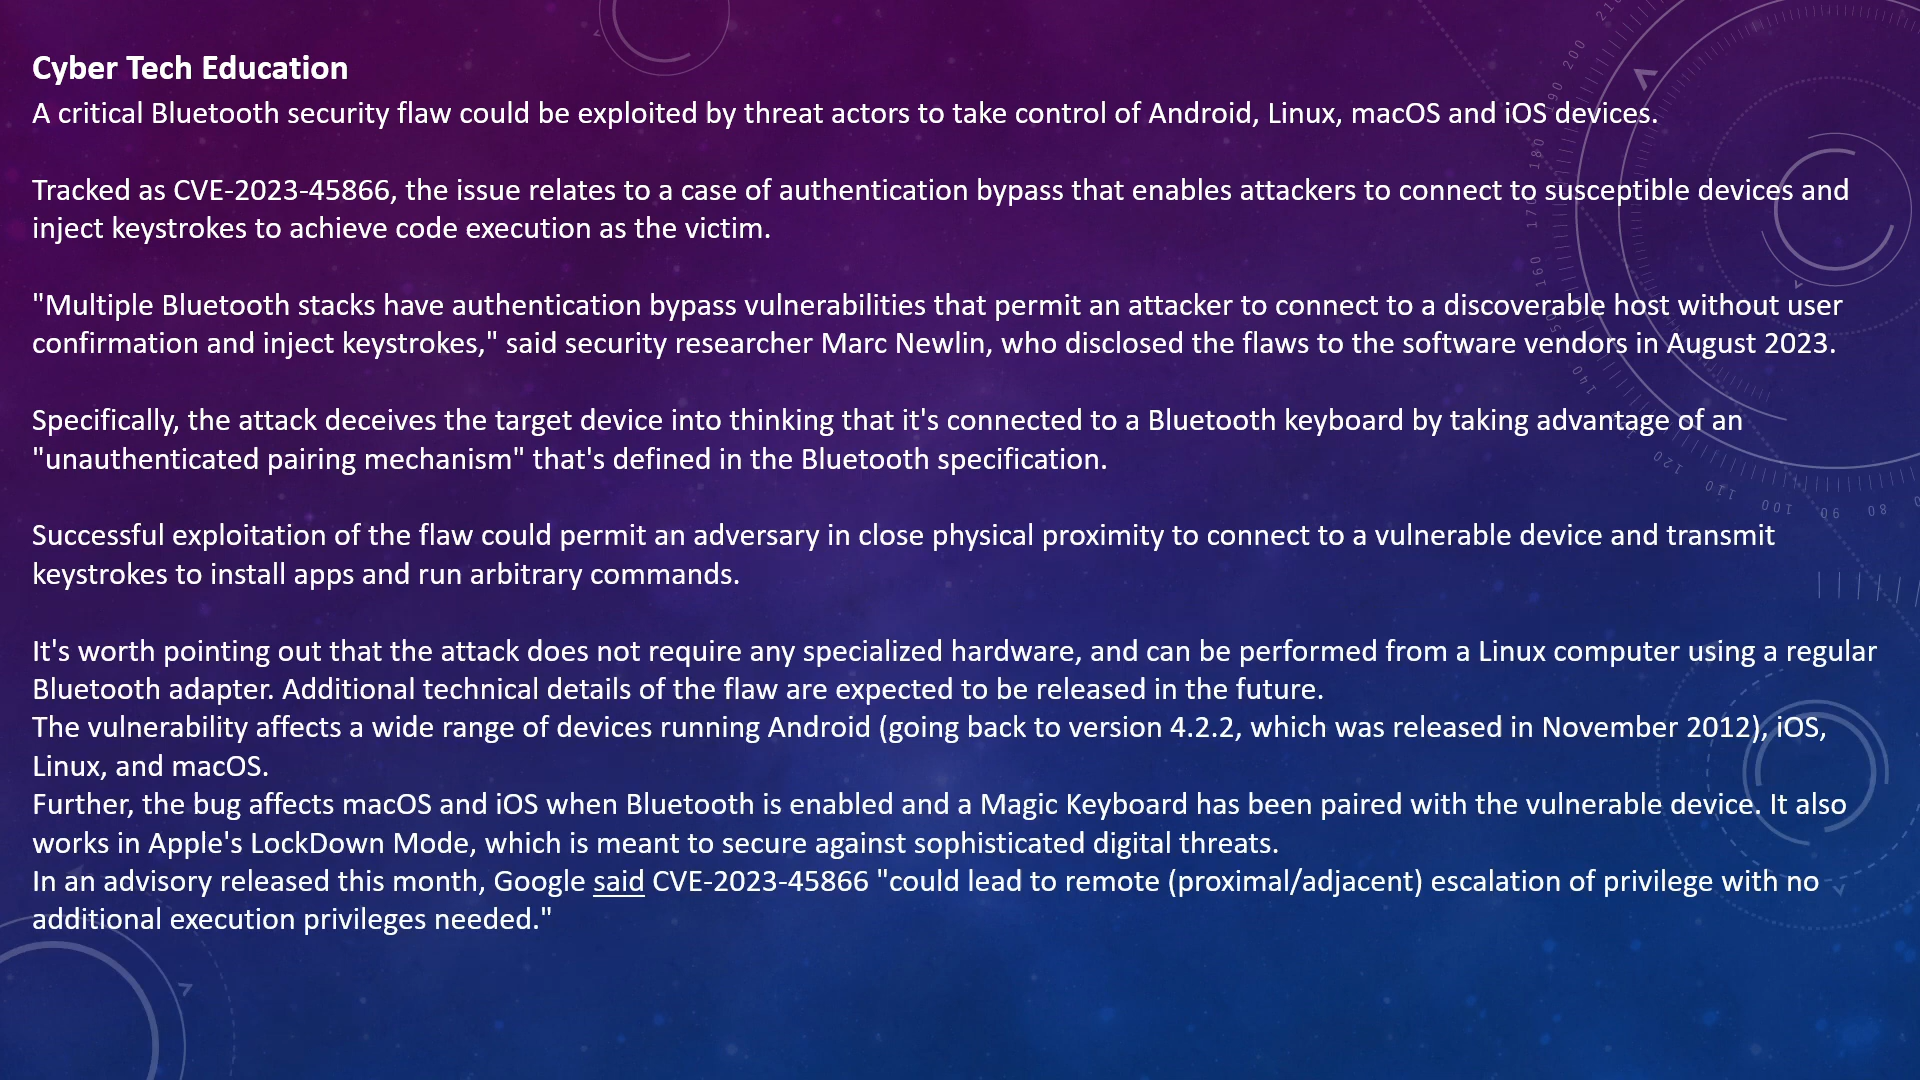 Cyber Tech Education
A critical Bluetooth security flaw could be exploited by threat actors to take control of Android, Linux, macOS and iOS devices.
Tracked as CVE-2023-45866, the issue relates to a case of authentication bypass that enables attackers to connect to susceptible devices and
inject keystrokes to achieve code execution as the victim.
"Multiple Bluetooth stacks have authentication bypass vulnerabilities that permit an attacker to connect to a discoverable host without user
confirmation and inject keystrokes," said security researcher Marc Newlin, who disclosed the flaws to the software vendors in August 2023.
Specifically, the attack deceives the target device into thinking that it's connected to a Bluetooth keyboard by taking advantage of an
"unauthenticated pairing mechanism" that's defined in the Bluetooth specification.
Successful exploitation of the flaw could permit an adversary in close physical proximity to connect to a vulnerable device and transmit
keystrokes to install apps and run arbitrary commands.
It's worth pointing out that the attack does not require any specialized hardware, and can be performed from a Linux computer using a regular
Bluetooth adapter. Additional technical details of the flaw are expected to be released in the future.
The vulnerability affects a wide range of devices running Android (going back to version 4.2.2, which was released in November 2012), iOS,
Linux, and macOS.
Further, the bug affects macOS and iOS when Bluetooth is enabled and a Magic Keyboard has been paired with the vulnerable device. It also
works in Apple's LockDown Mode, which is meant to secure against sophisticated digital threats.
In an advisory released this month, Google said CVE-2023-45866 "could lead to remote (proximal/adjacent) escalation of privilege with no
additional execution privileges needed."
210
200
190
180
170
160
140
120
110
100
90
80